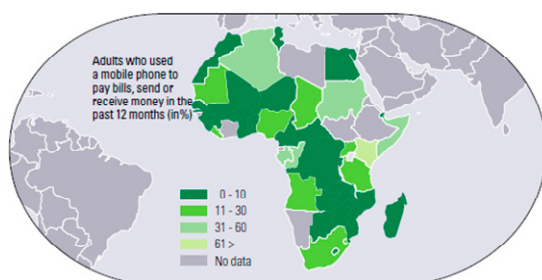 Adults who used
a mobile phone to
pay bills, send or
receive money in the
past 12 months (in%)
0 - 10
11 - 30
31 - 60
61 >
No data